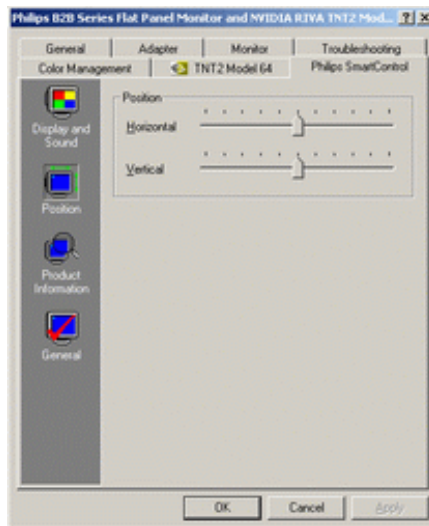 Philips B2B Series Flat Panel Monitor and NVIDIA RIVA TNT2 Mod...
General Adapter Monitor Troubleshooting
Color Management TNT2 Model 64 Philips SmartControl
Display and
Sound
Position
Product
Information
General
Position
Horizontal
Vertical
OK Cancel Apply